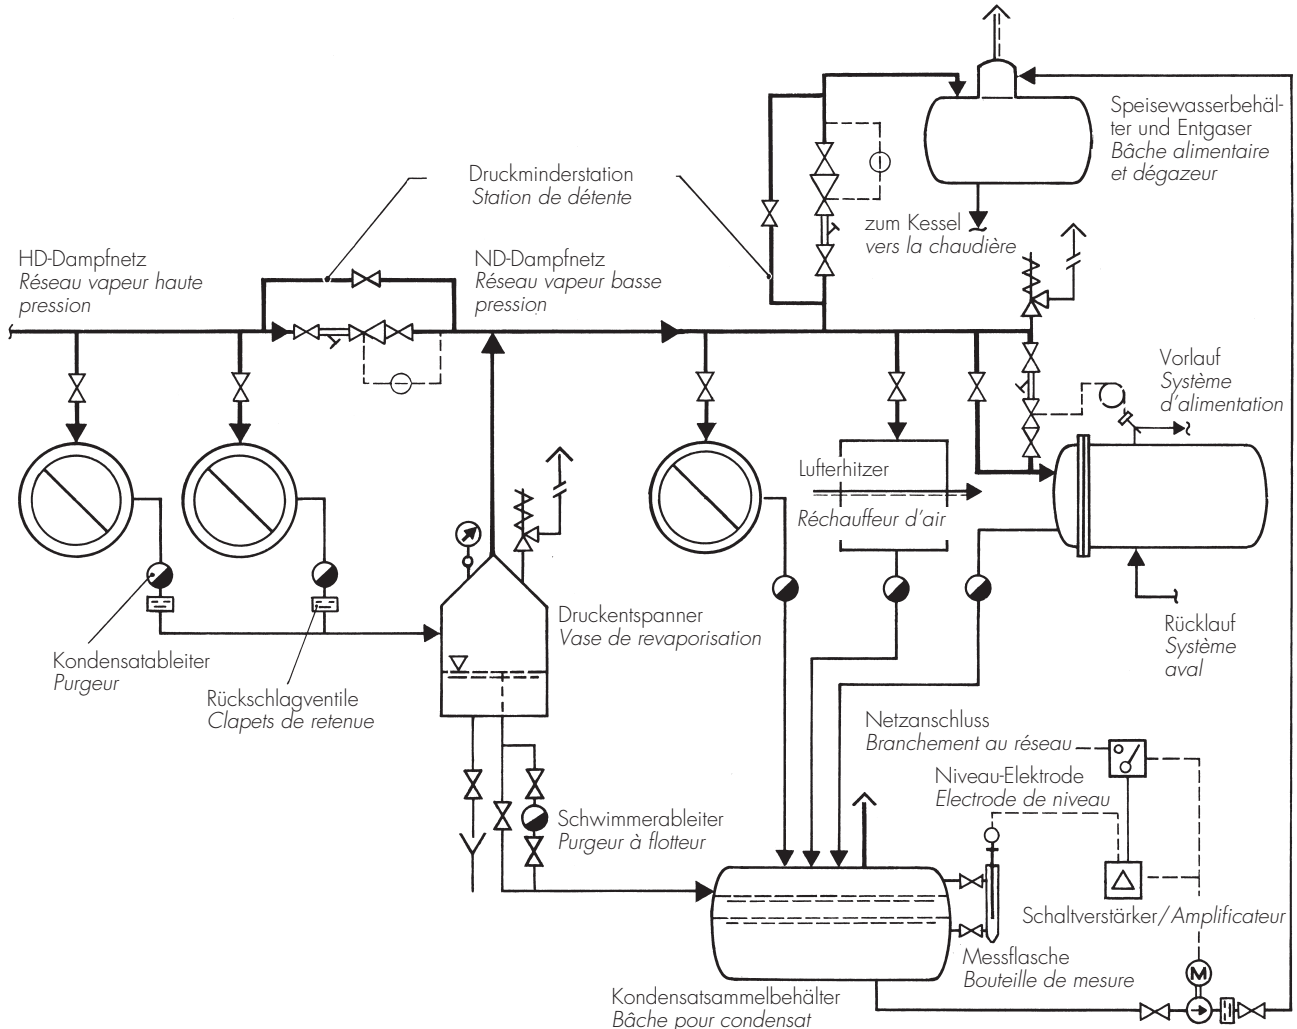 Speisewasserbehäl-
ter und Entgaser
Bâche alimentaire
et dégazeur
Druckminderstation
Station de détente
zum Kessel
vers la chaudière
HD-Dampfnetz
Réseau vapeur haute
pression
ND-Dampfnetz
Réseau vapeur basse
pression
Vorlauf
Système
d'alimentation
Lufterhitzer
Réchauffeur d'air
Druckentspanner
Vase de revaporisation
Rücklauf
Système
aval
Kondensatableiter
Purgeur
Rückschlagventile
Clapets de retenue
Netzanschluss
Branchement au réseau
Niveau-Elektrode
Electrode de niveau
Schwimmerableiter
Purgeur à flotteur
Schaltverstärker/Amplificateur
Messflasche
Bouteille de mesure
M
Kondensatsammelbehälter
Bâche pour condensat